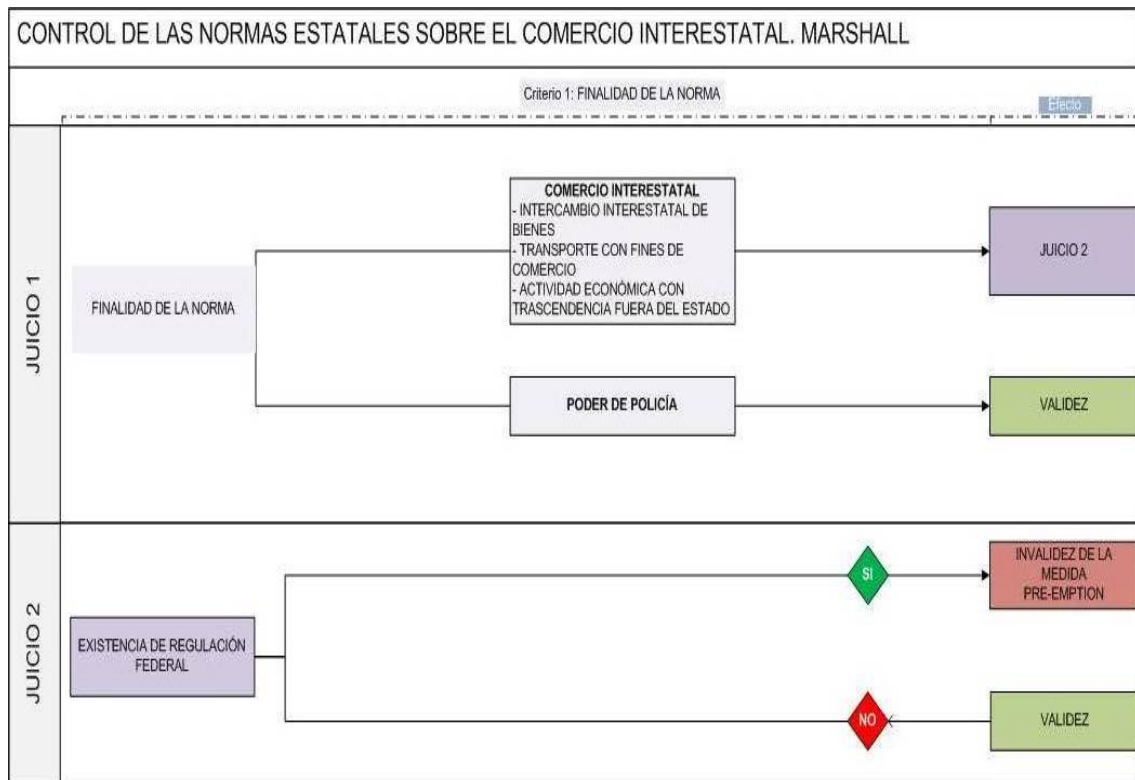 CONTROL DE LAS NORMAS ESTATALES SOBRE EL COMERCIO INTERESTATAL. MARSHALL
Criterio 1: FINALIDAD DE LA NORMA
Efecto
JUICIO 1
FINALIDAD DE LA NORMA
COMERCIO INTERESTATAL
- INTERCAMBIO INTERESTATAL DE
BIENES
- TRANSPORTE CON FINES DE
COMERCIO
- ACTIVIDAD ECONÓMICA CON
TRASCENDENCIA FUERA DEL ESTADO
JUICIO 2
PODER DE POLICÍA
VALIDEZ
JUICIO 2
EXISTENCIA DE REGULACIÓN
FEDERAL
SI
INVALIDEZ DE LA
MEDIDA
PRE-EMPTION
NO
VALIDEZ